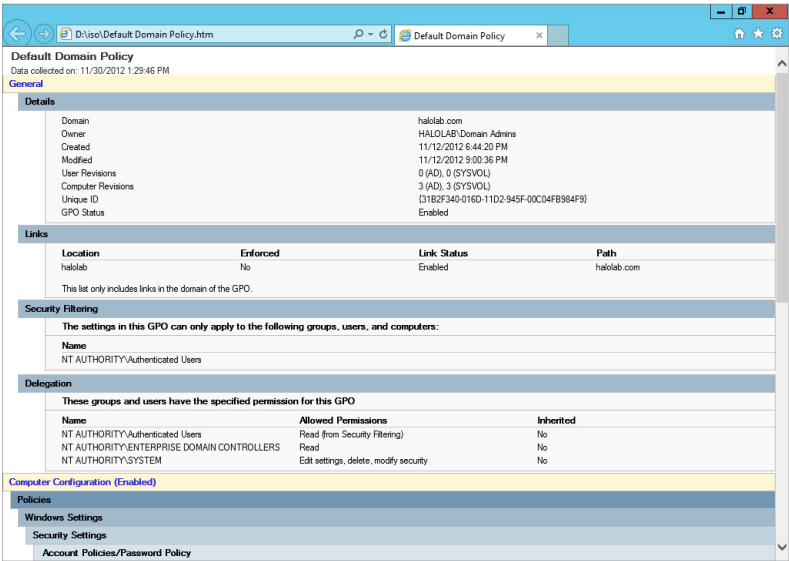 D:\iso\Default Domain Policy.htm
Default Domain Policy
Default Domain Policy
Data collected on: 11/30/2012 1:29:46 PM
General
Details
Domain halolab.com
Owner HALOLAB\Domain Admins
Created 11/12/2012 6:44:20 PM
Modified 11/12/2012 9:00:36 PM
User Revisions 0 (AD), 0 (SYSVOL)
Computer Revisions 3 (AD), 3 (SYSVOL)
Unique ID {31B2F340-016D-11D2-945F-00C04FB984F9}
GPO Status Enabled
Links
Location Enforced Link Status Path
halolab No Enabled halolab.com
This list only includes links in the domain of the GPO.
Security Filtering
The settings in this GPO can only apply to the following groups, users, and computers:
Name
NT AUTHORITY\Authenticated Users
Delegation
These groups and users have the specified permission for this GPO
Name Allowed Permissions Inherited
NT AUTHORITY\Authenticated Users Read (from Security Filtering) No
NT AUTHORITY\ENTERPRISE DOMAIN CONTROLLERS Read No
NT AUTHORITY\SYSTEM Edit settings, delete, modify security No
Computer Configuration (Enabled)
Policies
Windows Settings
Security Settings
Account Policies/Password Policy